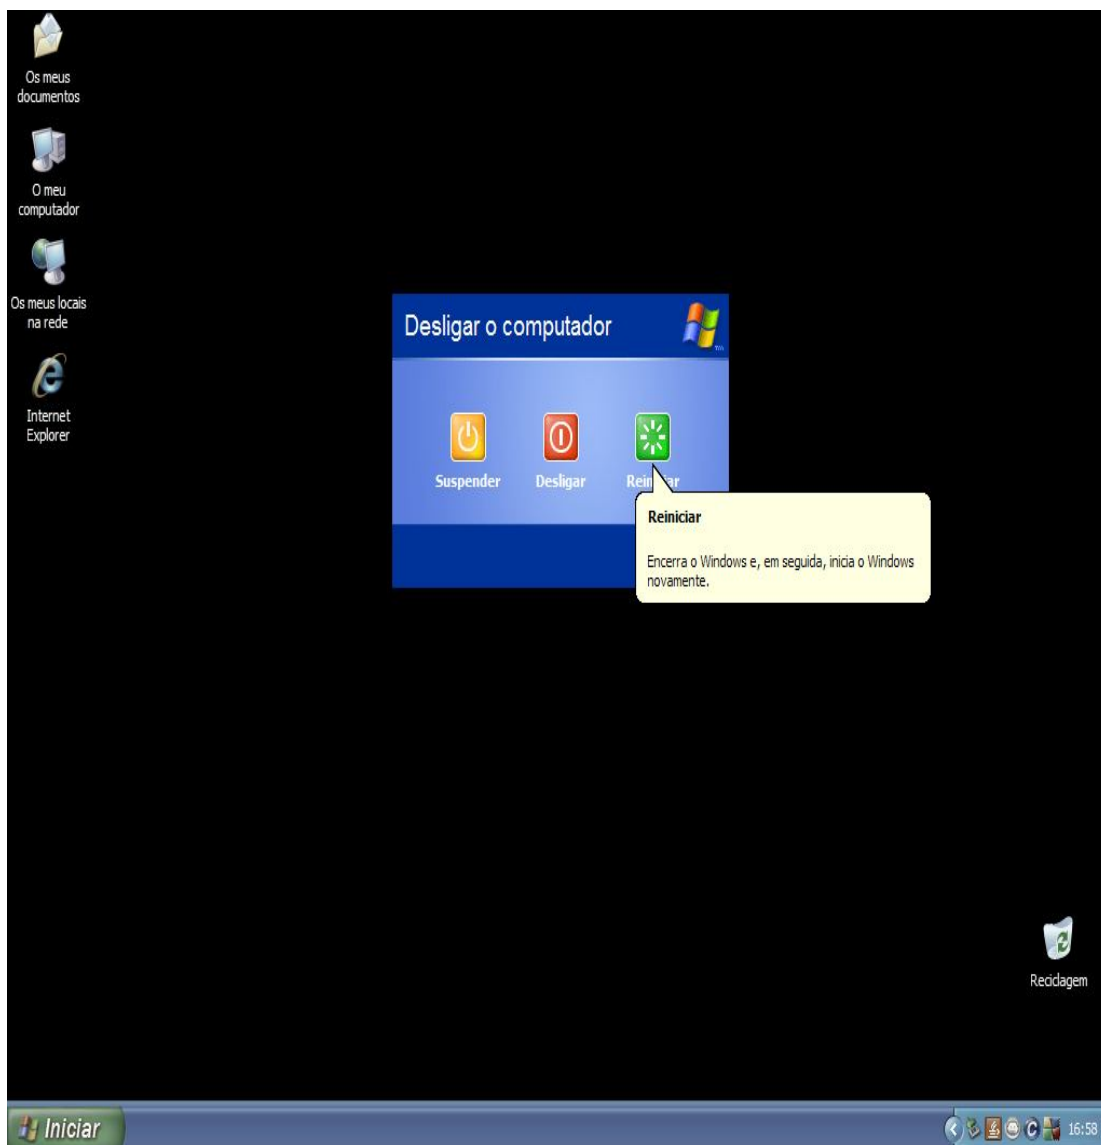 Os meus
documentos
O meu
computador
Os meus locais
na rede
Internet
Explorer
Desligar o computador
Suspender
Desligar
Reiniciar
Encerra o Windows e, em seguida, inicia o Windows
novamente.
Reciclagem
Iniciar
16:58